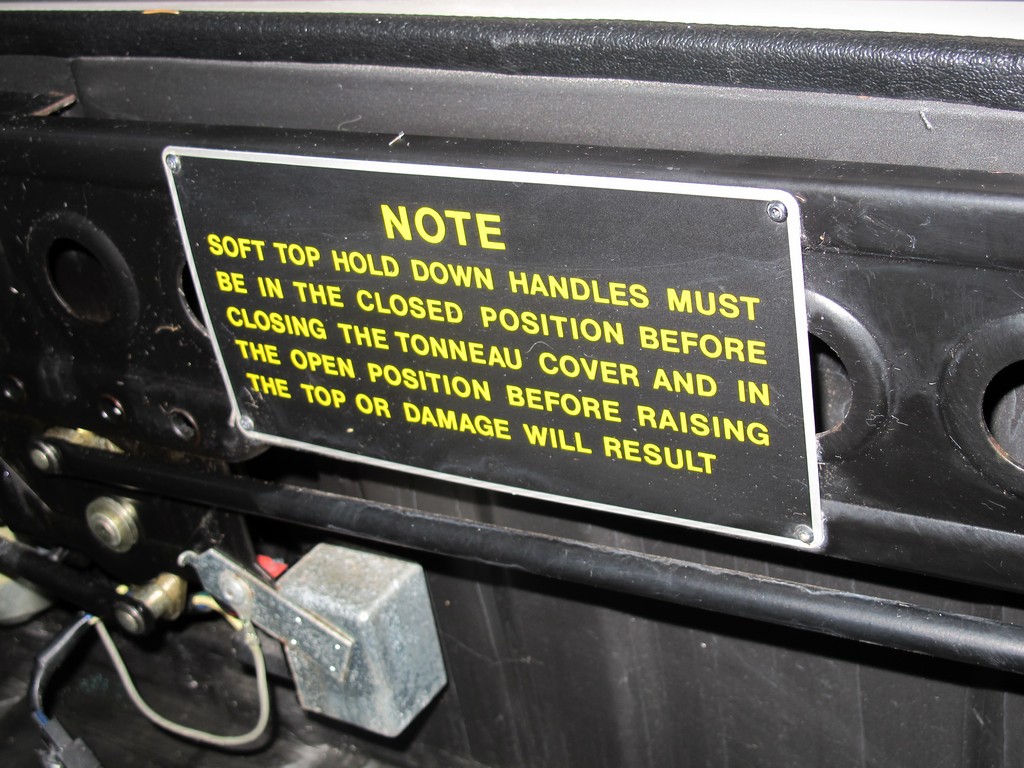 NOTE
SOFT TOP HOLD DOWN HANDLES MUST
BE IN THE CLOSED POSITION BEFORE
CLOSING THE TONNEAU COVER AND IN
THE OPEN POSITION BEFORE RAISING
THE TOP OR DAMAGE WILL RESULT